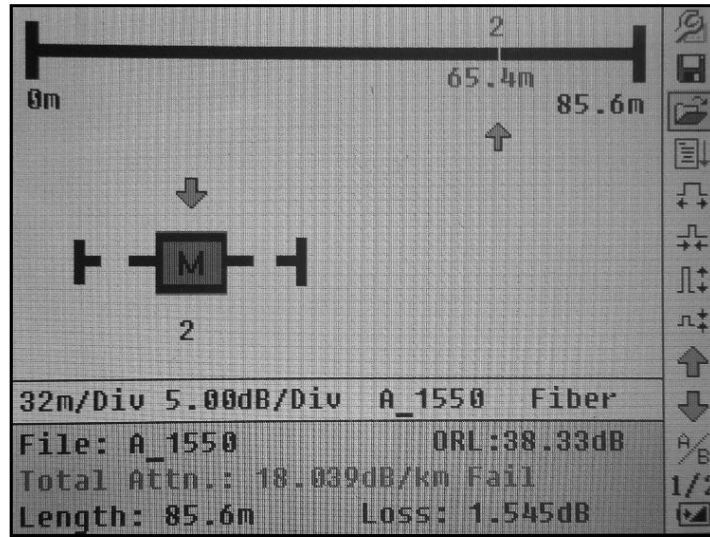 2
65.4m
0m
85.6m
M
2
32m/Div 5.00dB/Div A_1550 Fiber
File: A_1550 ORL:38.33dB
Total Attn.: 18.039dB/km Fail
Length: 85.6m Loss: 1.545dB
A/B
1/2